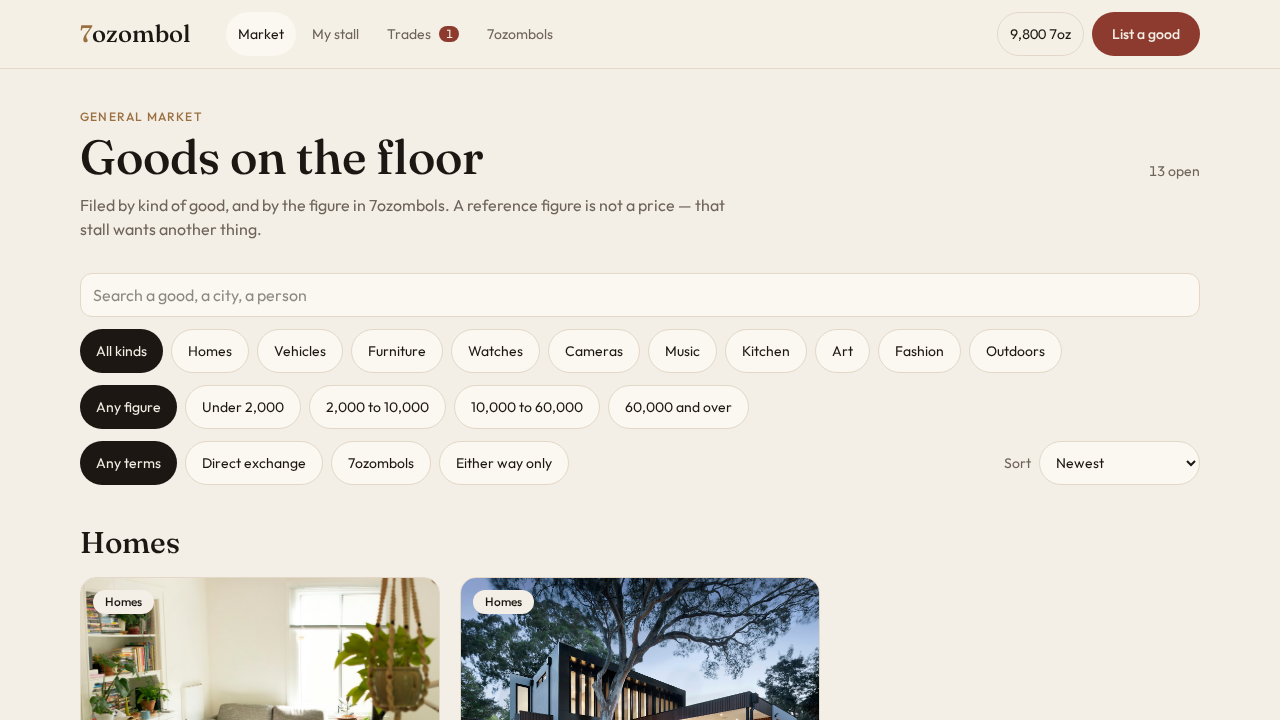 7ozombol
Market
My stall
Trades 1
7ozombols
9,800 7oz
List a good
GENERAL MARKET
Goods on the floor
13 open
Filed by kind of good, and by the figure in 7ozombols. A reference figure is not a price — that
stall wants another thing.
Search a good, a city, a person
All kinds
Homes
Vehicles
Furniture
Watches
Cameras
Music
Kitchen
Art
Fashion
Outdoors
Any figure
Under 2,000
2,000 to 10,000
10,000 to 60,000
60,000 and over
Any terms
Direct exchange
7ozombols
Either way only
Sort
Newest
Homes
Homes
Homes